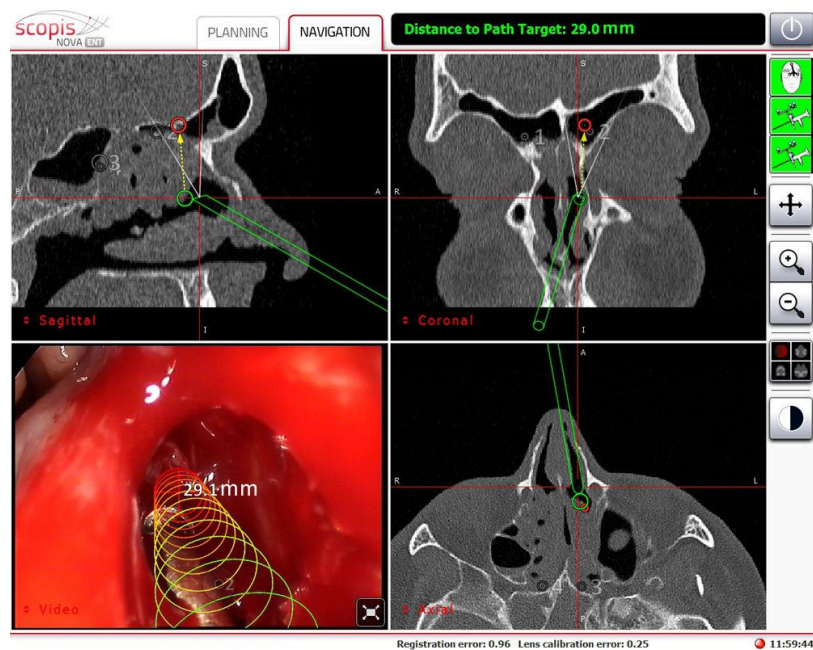 scopis
NOVA ENT
PLANNING
NAVIGATION
Distance to Path Target: 29.0 mm
S
P
A
3
Sagittal
I
S
1
2
R
L
Coronal
I
29.1mm
2
Video
A
R
L
3
Axial
P
Registration error: 0.96 Lens calibration error: 0.25
11:59:44